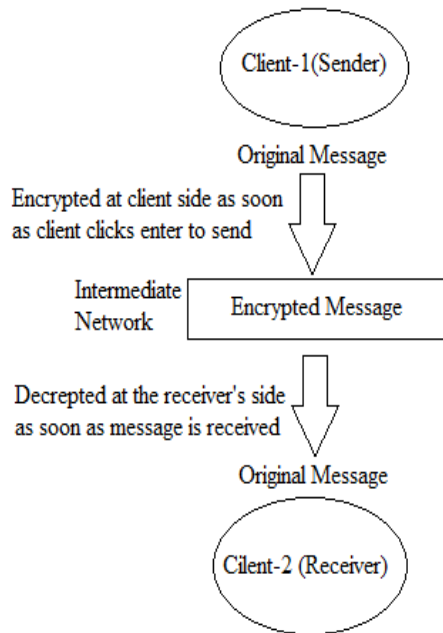 Client-1(Sender)
Original Message
Encrypted at client side as soon
as client clicks enter to send
Intermediate
Network
Encrypted Message
Decrepted at the receiver's side
as soon as message is received
Original Message
Cilent-2 (Receiver)